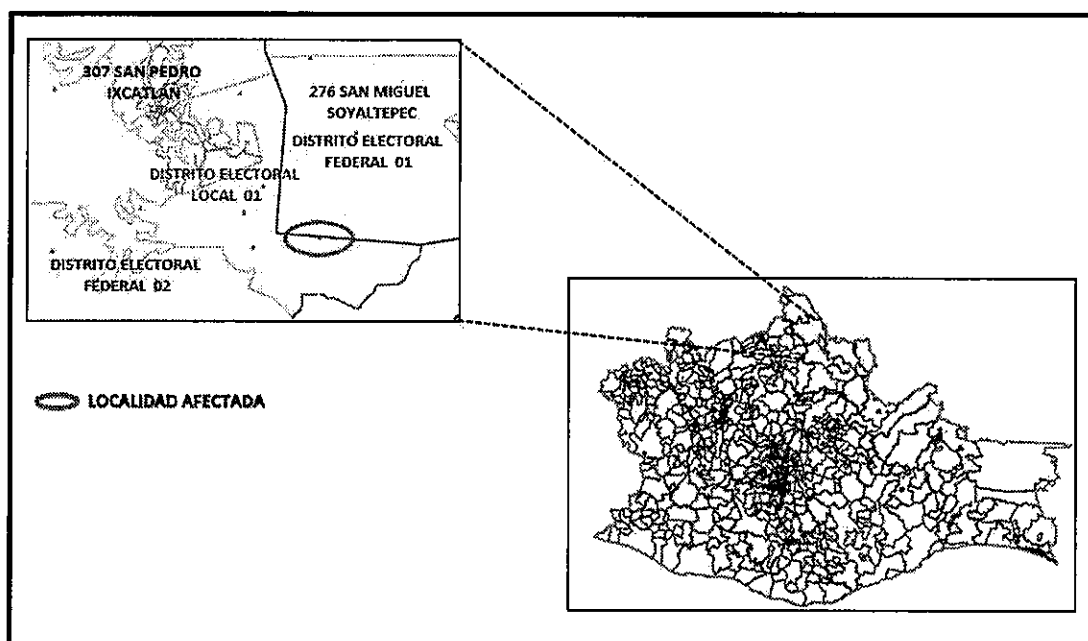 307 SAN PEDRO
IXCATLÁN
276 SAN MIGUEL
SOYALTEPEC
DISTRITO ELECTORAL
FEDERAL 01
DISTRITO ELECTORAL
LOCAL 01
DISTRITO ELECTORAL
FEDERAL 02
LOCALIDAD AFECTADA